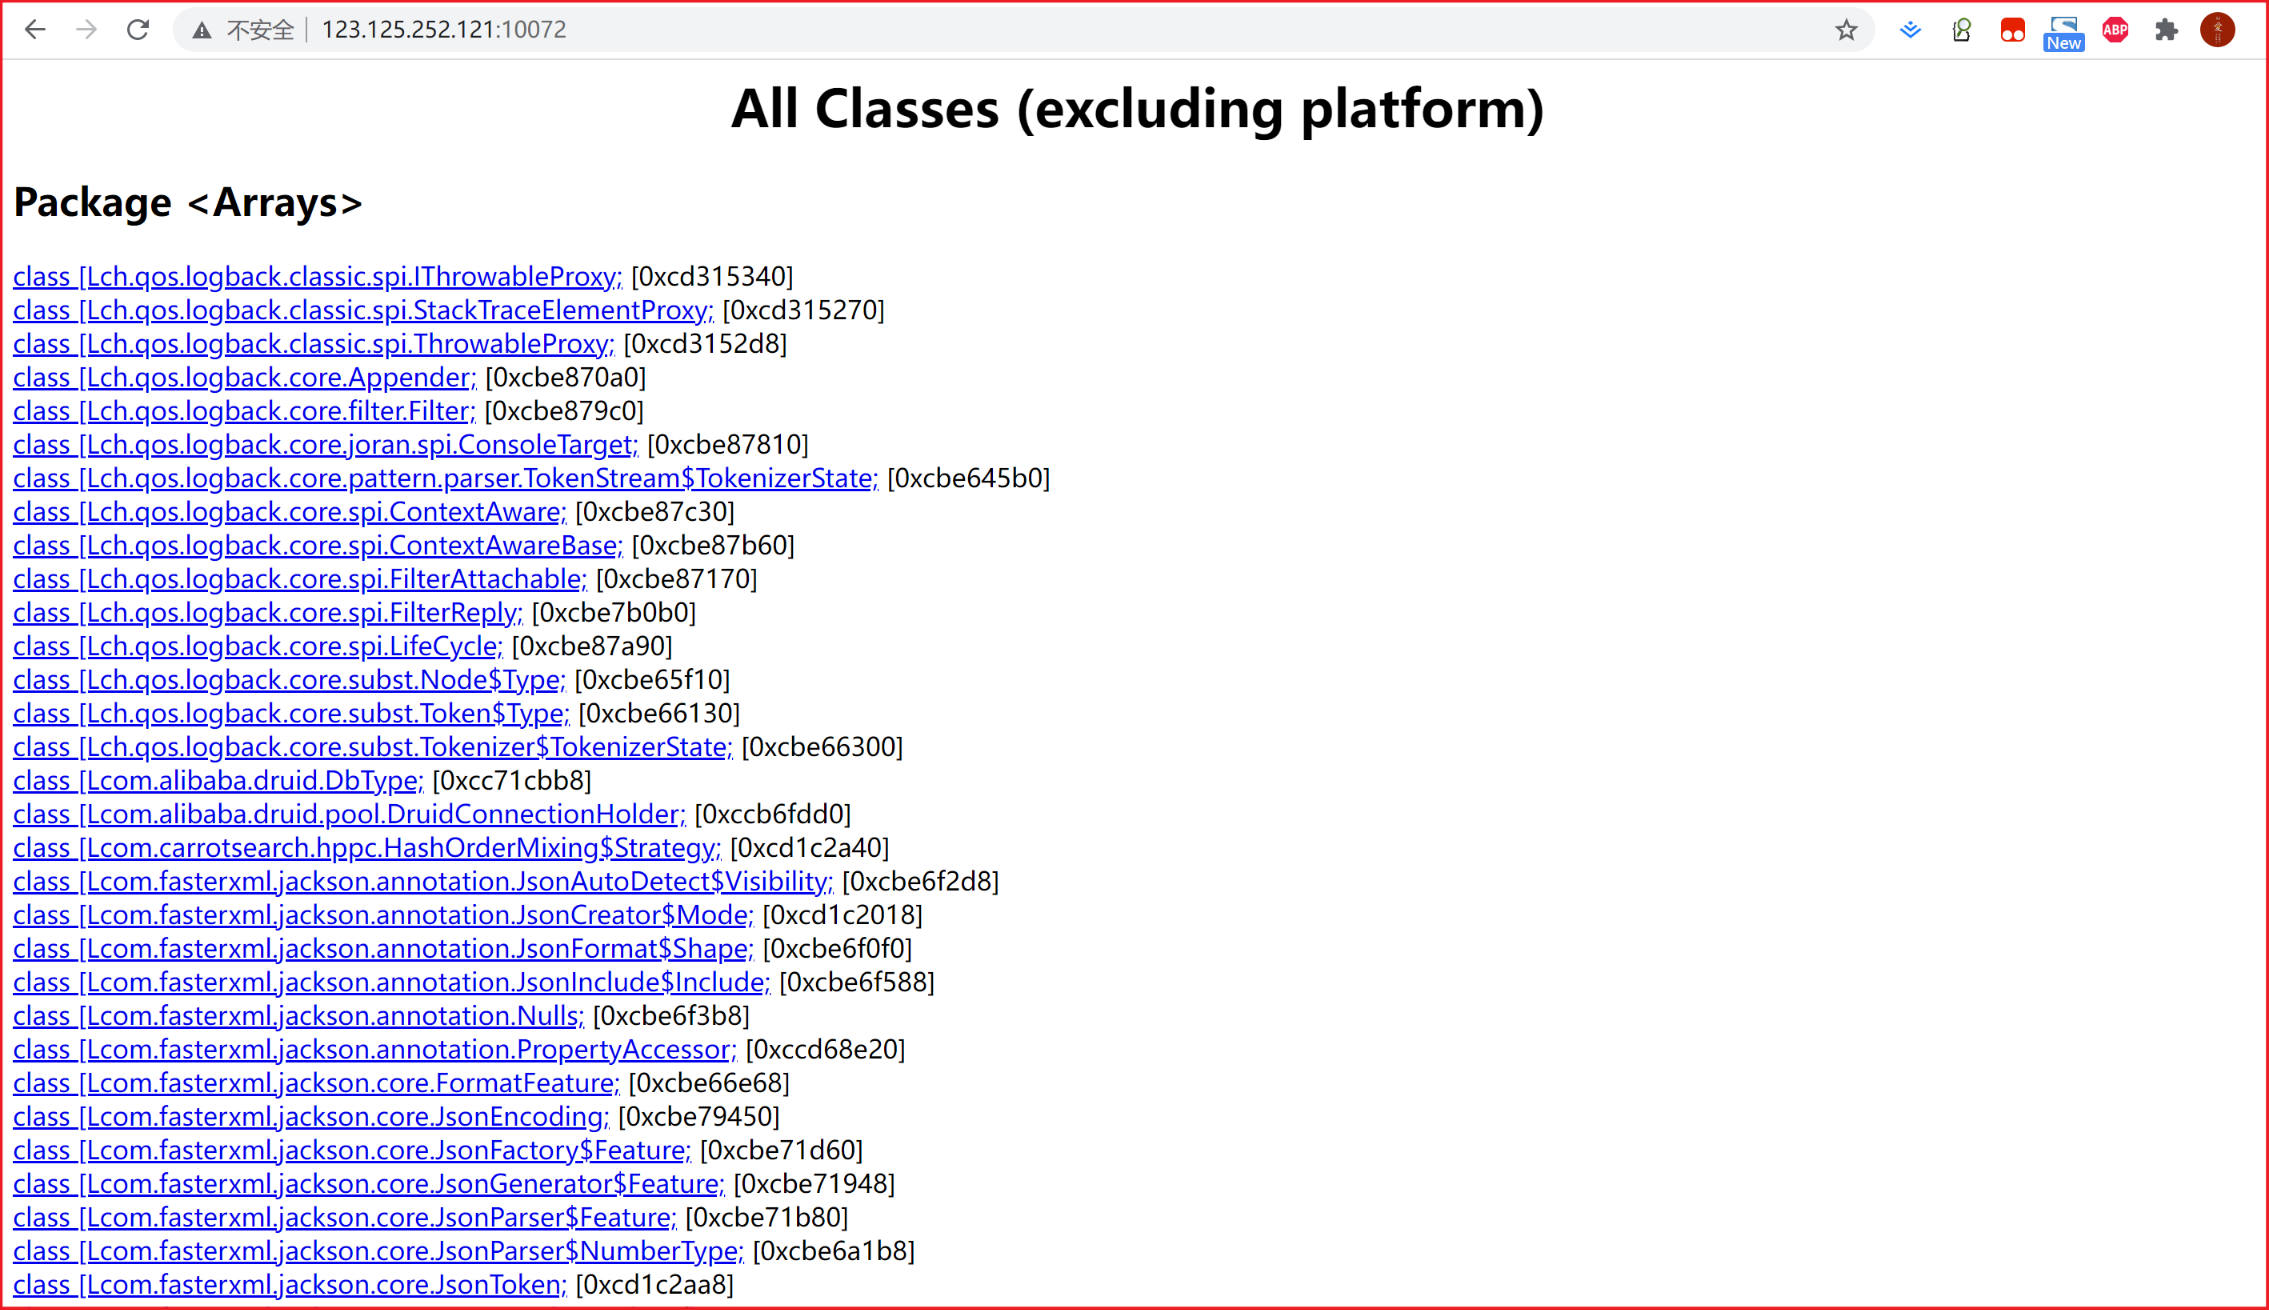 不安全 123.125.252.121:10072
New
ABP
All Classes (excluding platform)
Package <Arrays>
class [Lch.qos.logback.classic.spi.IThrowableProxy; [0xcd315340]
class [Lch.qos.logback.classic.spi.StackTraceElementProxy; [0xcd315270]
class [Lch.qos.logback.classic.spi.ThrowableProxy; [0xcd3152d8]
class [Lch.qos.logback.core.Appender; [0xcbe870a0]
class [Lch.qos.logback.core.filter.Filter; [0xcbe879c0]
class [Lch.qos.logback.core.joran.spi.ConsoleTarget; [0xcbe87810]
class [Lch.qos.logback.core.pattern.parser.TokenStream$TokenizerState; [0xcbe645b0]
class [Lch.qos.logback.core.spi.ContextAware; [0xcbe87c30]
class [Lch.qos.logback.core.spi.ContextAwareBase; [0xcbe87b60]
class [Lch.qos.logback.core.spi.FilterAttachable; [0xcbe87170]
class [Lch.qos.logback.core.spi.FilterReply; [0xcbe7b0b0]
class [Lch.qos.logback.core.spi.LifeCycle; [0xcbe87a90]
class [Lch.qos.logback.core.subst.Node$Type; [0xcbe65f10]
class [Lch.qos.logback.core.subst.Token$Type; [0xcbe66130]
class [Lch.qos.logback.core.subst.Tokenizer$TokenizerState; [0xcbe66300]
class [Lcom.alibaba.druid.DbType; [0xcc71cbb8]
class [Lcom.alibaba.druid.pool.DruidConnectionHolder; [0xccb6fdd0]
class [Lcom.carrotsearch.hppc.HashOrderMixing$Strategy; [0xcd1c2a40]
class [Lcom.fasterxml.jackson.annotation.JsonAutoDetect$Visibility; [0xcbe6f2d8]
class [Lcom.fasterxml.jackson.annotation.JsonCreator$Mode; [0xcd1c2018]
class [Lcom.fasterxml.jackson.annotation.JsonFormat$Shape; [0xcbe6f0f0]
class [Lcom.fasterxml.jackson.annotation.JsonInclude$Include; [0xcbe6f588]
class [Lcom.fasterxml.jackson.annotation.Nulls; [0xcbe6f3b8]
class [Lcom.fasterxml.jackson.annotation.PropertyAccessor; [0xccd68e20]
class [Lcom.fasterxml.jackson.core.FormatFeature; [0xcbe66e68]
class [Lcom.fasterxml.jackson.core.JsonEncoding; [0xcbe79450]
class [Lcom.fasterxml.jackson.core.JsonFactory$Feature; [0xcbe71d60]
class [Lcom.fasterxml.jackson.core.JsonGenerator$Feature; [0xcbe71948]
class [Lcom.fasterxml.jackson.core.JsonParser$Feature; [0xcbe71b80]
class [Lcom.fasterxml.jackson.core.JsonParser$NumberType; [0xcbe6a1b8]
class [Lcom.fasterxml.jackson.core.JsonToken; [0xcd1c2aa8]